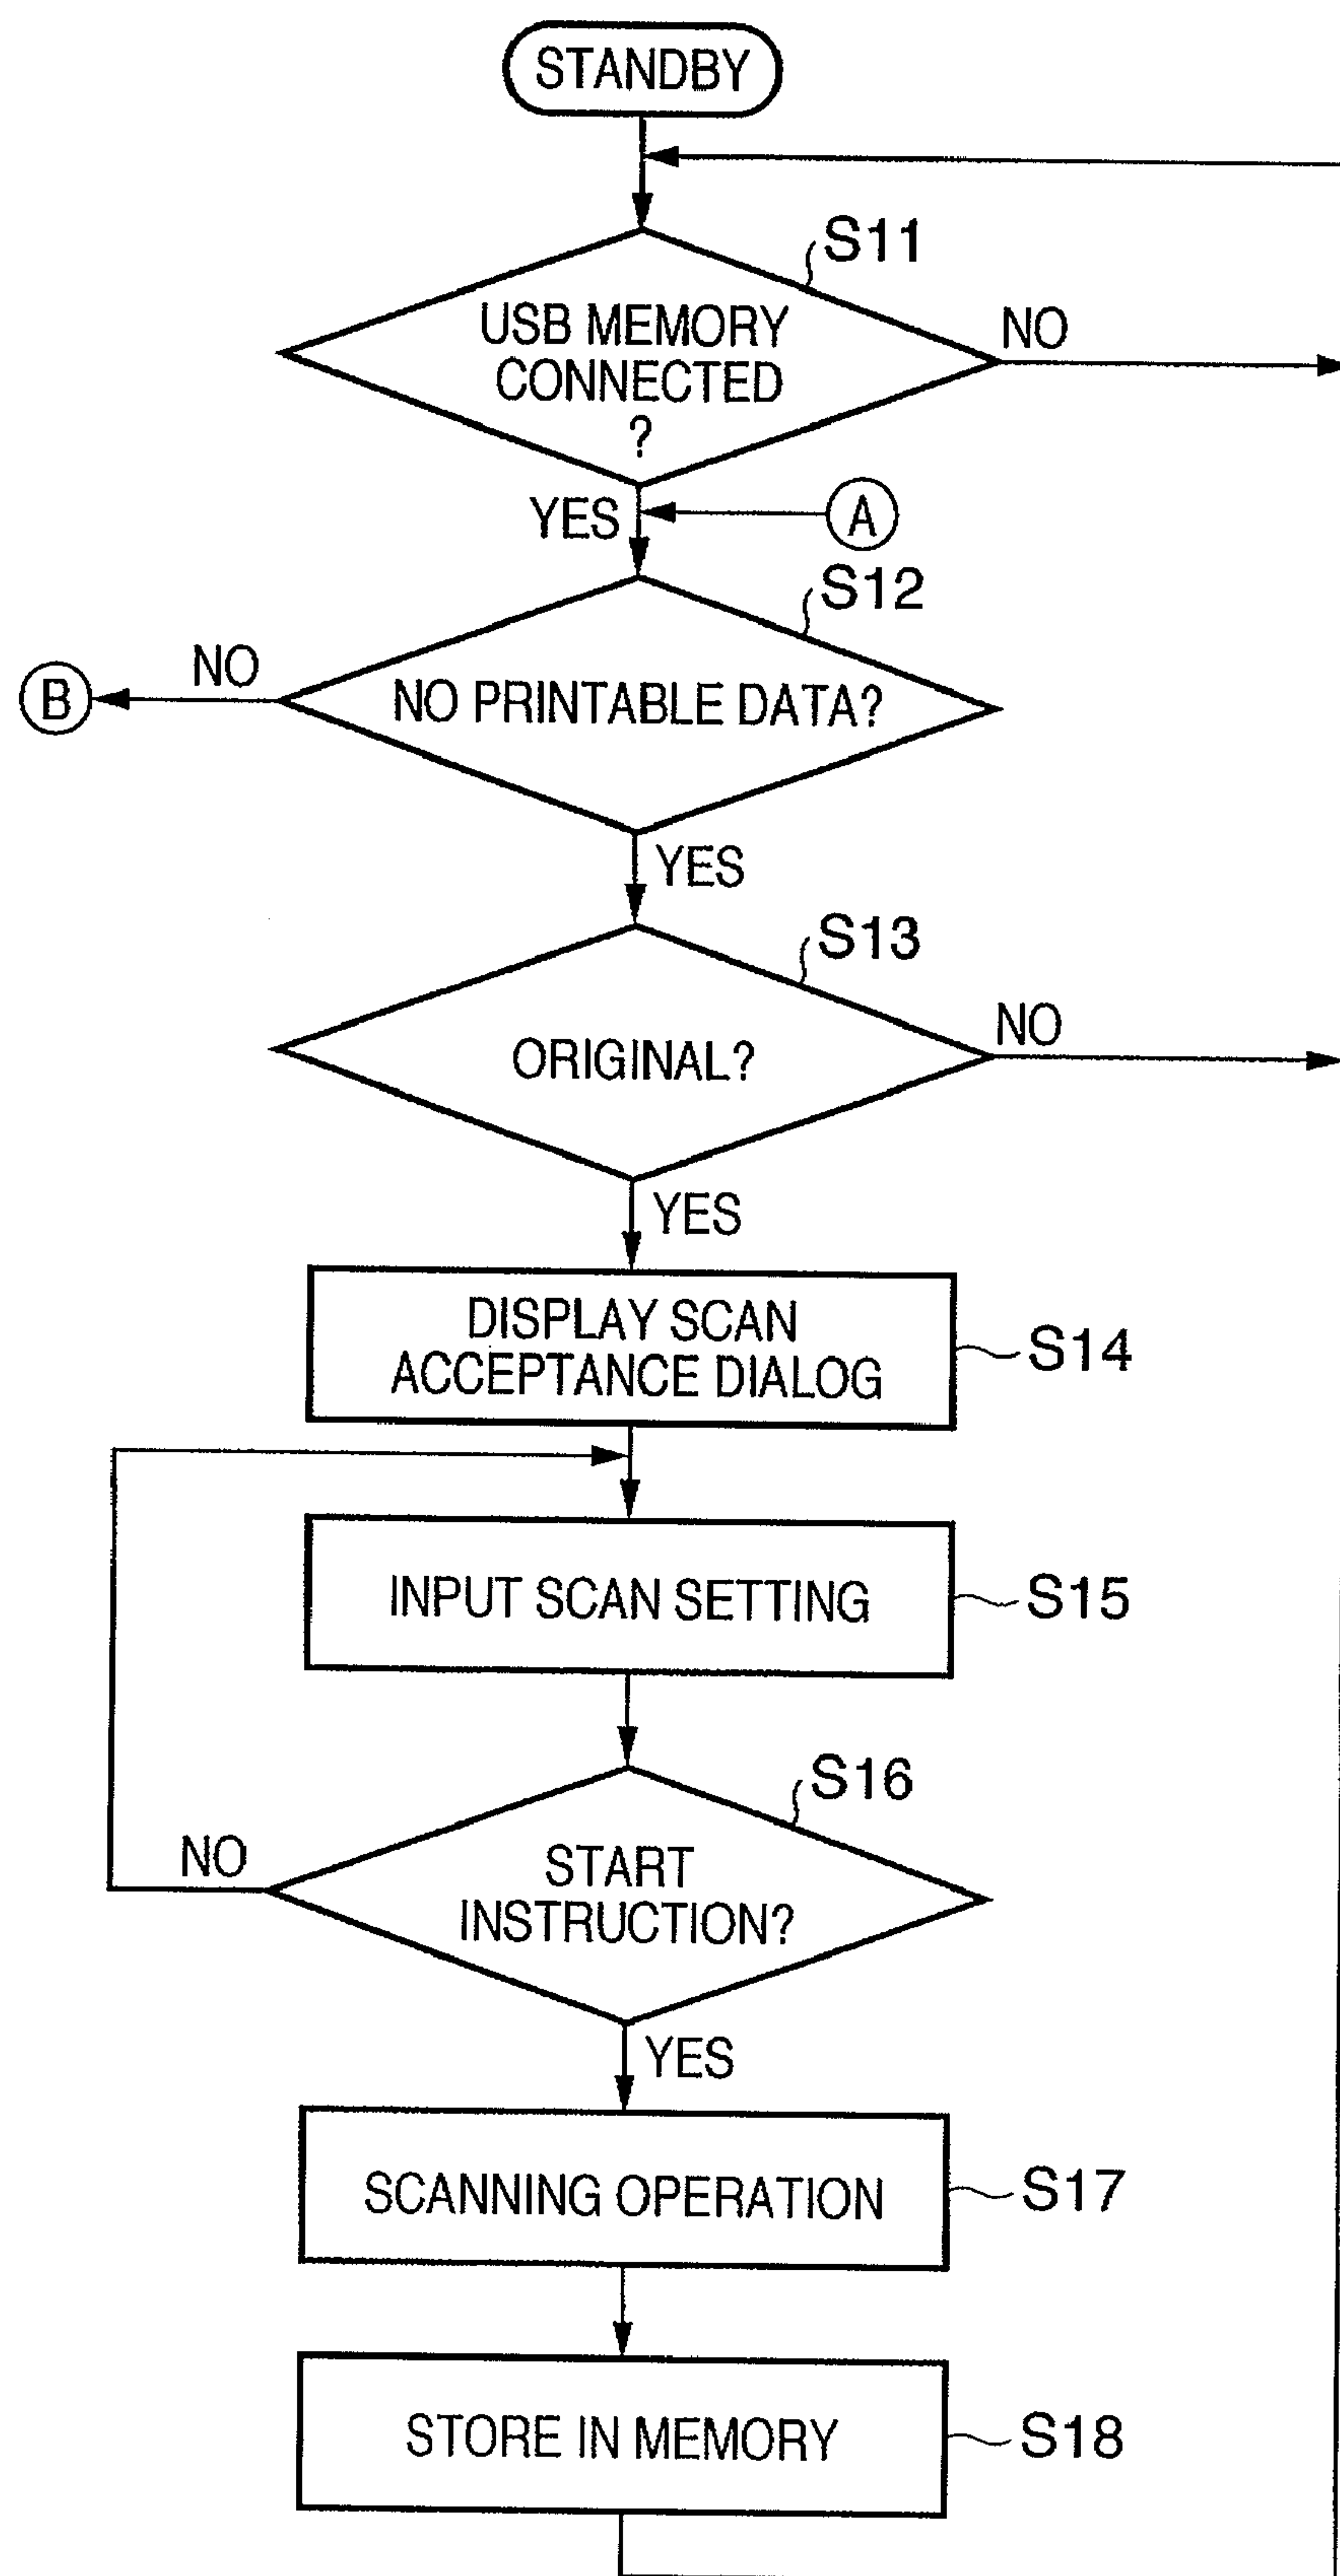 STANDBY
S11
USB MEMORY
CONNECTED
?
NO
YES
A
S12
NO PRINTABLE DATA?
NO
B
YES
S13
ORIGINAL?
NO
YES
DISPLAY SCAN
ACCEPTANCE DIALOG
S14
INPUT SCAN SETTING
S15
S16
START
INSTRUCTION?
NO
YES
SCANNING OPERATION
S17
STORE IN MEMORY
S18